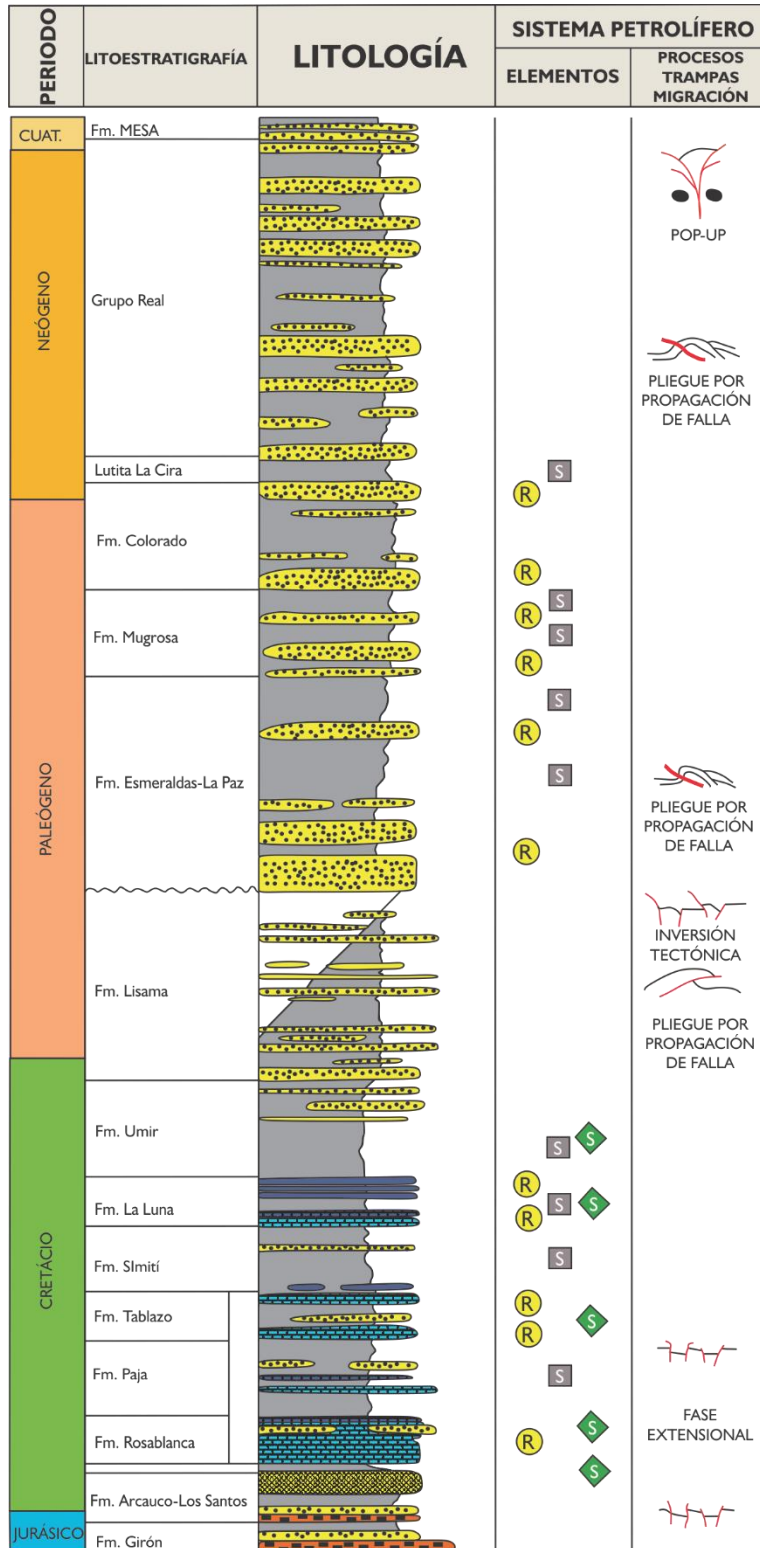 PERIODO
LITOESTRATIGRAFÍA
LITOLOGÍA
SISTEMA PETROLÍFERO
ELEMENTOS
PROCESOS
TRAMPAS
MIGRACIÓN
CUAT.
Fm. MESA
POP-UP
NEÓGENO
Grupo Real
PLIEGUE POR
PROPAGACIÓN
DE FALLA
Lutita La Cira
S
R
PALEÓGENO
Fm. Colorado
R
S
Fm. Mugrosa
R
S
R
S
R
Fm. Esmeraldas-La Paz
S
PLIEGUE POR
PROPAGACIÓN
DE FALLA
R
INVERSIÓN
TECTÓNICA
Fm. Lisama
PLIEGUE POR
PROPAGACIÓN
DE FALLA
CRETÁCIO
Fm. Umir
S
S
R
Fm. La Luna
S
S
R
Fm. SImití
S
R
Fm. Tablazo
S
R
Fm. Paja
S
FASE
EXTENSIONAL
Fm. Rosablanca
S
R
S
Fm. Arcauco-Los Santos
JURÁSICO
Fm. Girón